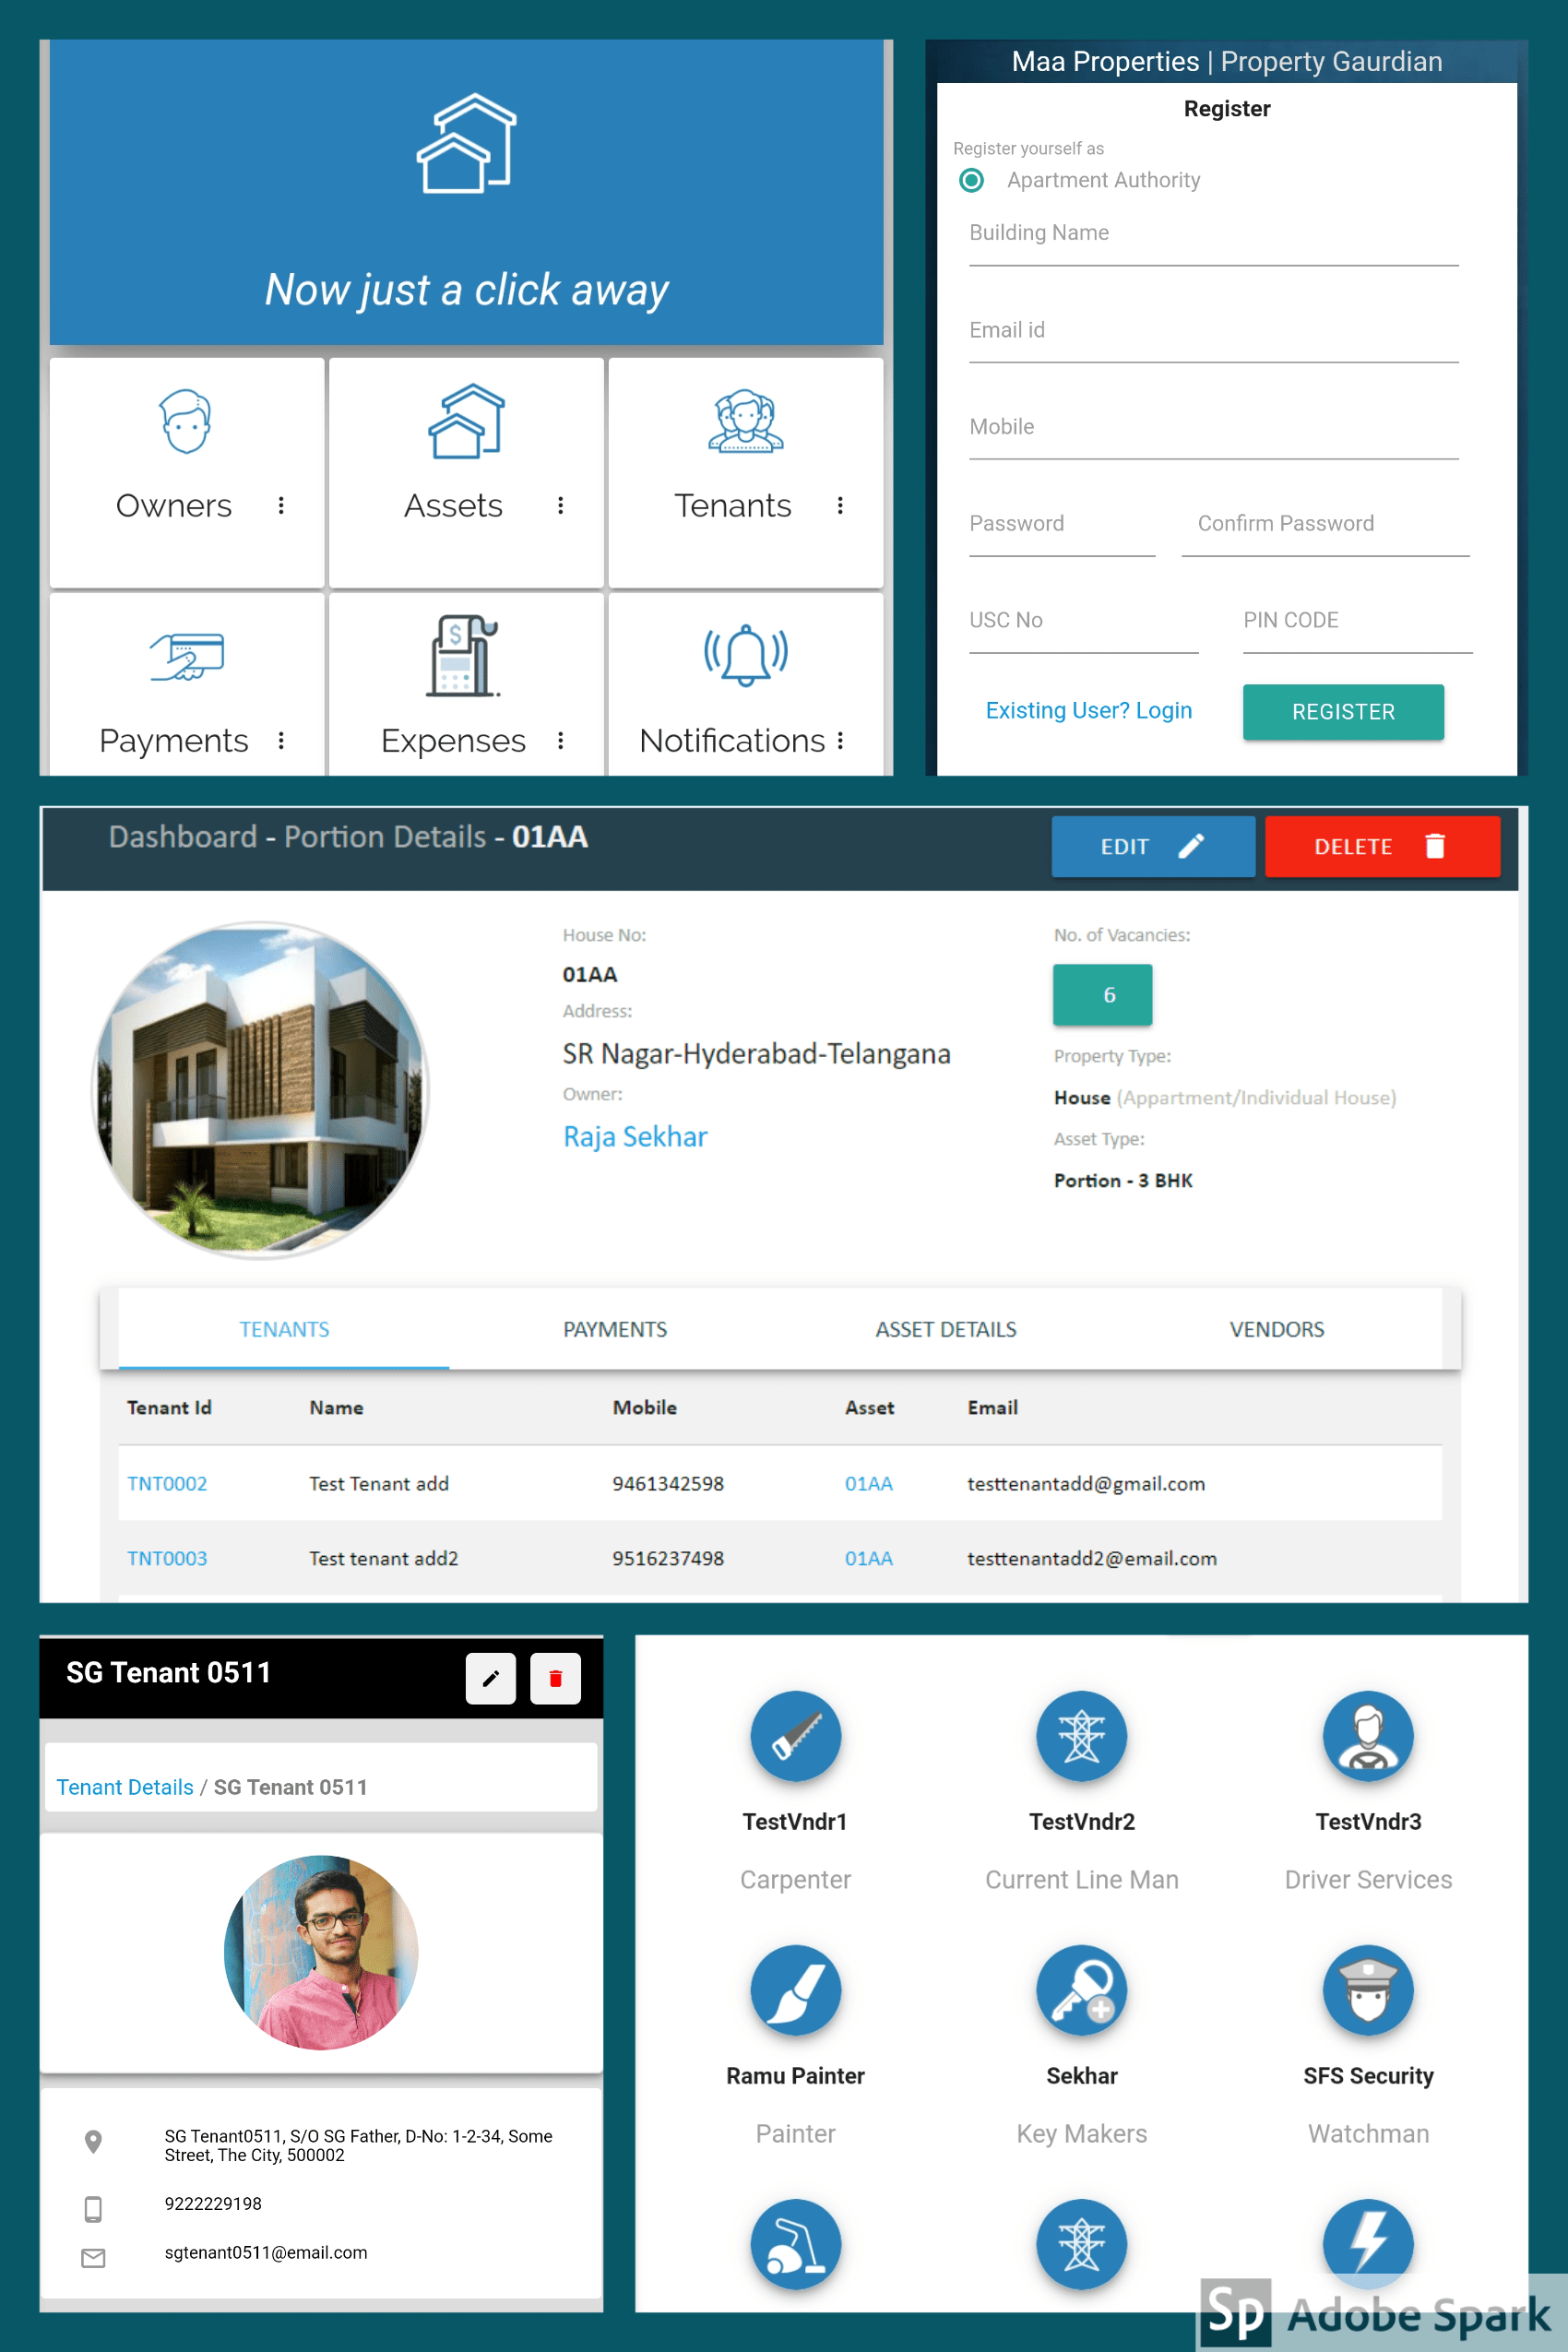 Now just a click away
Owners
Assets
Tenants
Payments
Expenses
Notifications
Maa Properties | Property Gaurdian
Register
Register yourself as
Apartment Authority
Building Name
Email id
Mobile
Password
Confirm Password
USC No
PIN CODE
Existing User? Login
REGISTER
Dashboard - Portion Details - 01AA
EDIT
DELETE
House No:
01AA
Address:
SR Nagar-Hyderabad-Telangana
Owner:
Raja Sekhar
No. of Vacancies:
6
Property Type:
House (Appartment/Individual House)
Asset Type:
Portion - 3 BHK
TENANTS PAYMENTS ASSET DETAILS VENDORS
Tenant Id Name Mobile Asset Email
TNT0002 Test Tenant add 9461342598 01AA testtenantadd@gmail.com
TNT0003 Test tenant add2 9516237498 01AA testtenantadd2@email.com
SG Tenant 0511
Tenant Details / SG Tenant 0511
SG Tenant0511, S/O SG Father, D-No: 1-2-34, Some
Street, The City, 500002
9222229198
sgtenant0511@email.com
TestVndr1
Carpenter
TestVndr2
Current Line Man
TestVndr3
Driver Services
Ramu Painter
Painter
Sekhar
Key Makers
SFS Security
Watchman
Sp Adobe Spark